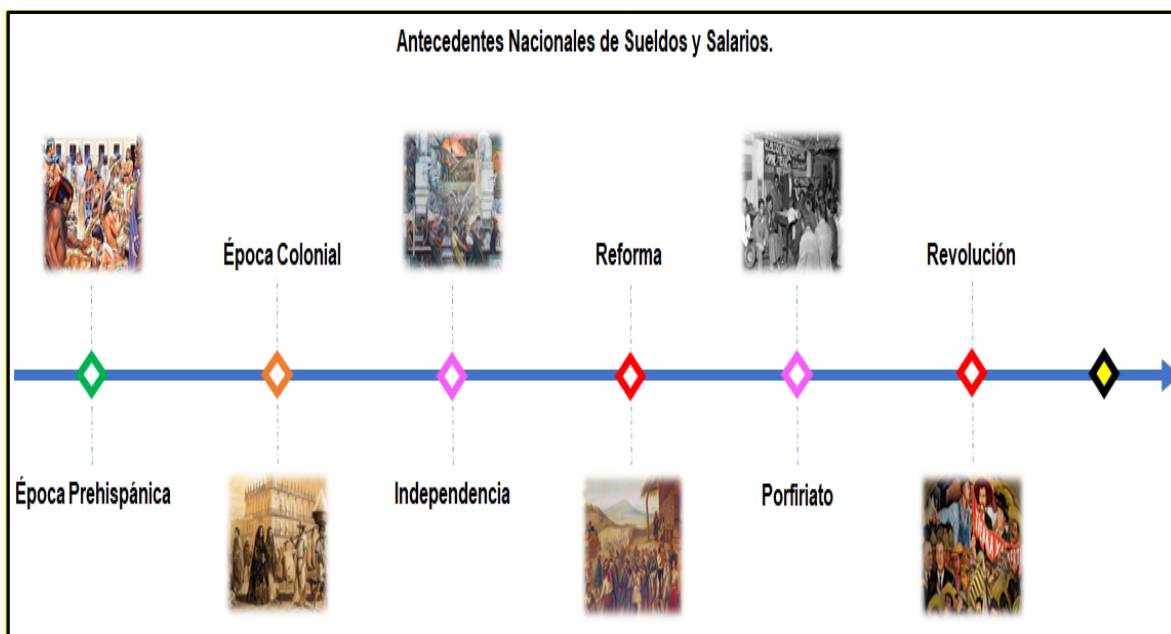 Antecedentes Nacionales de Sueldos y Salarios.
Época Colonial
Reforma
Revolución
Época Prehispánica
Independencia
Porfiriato